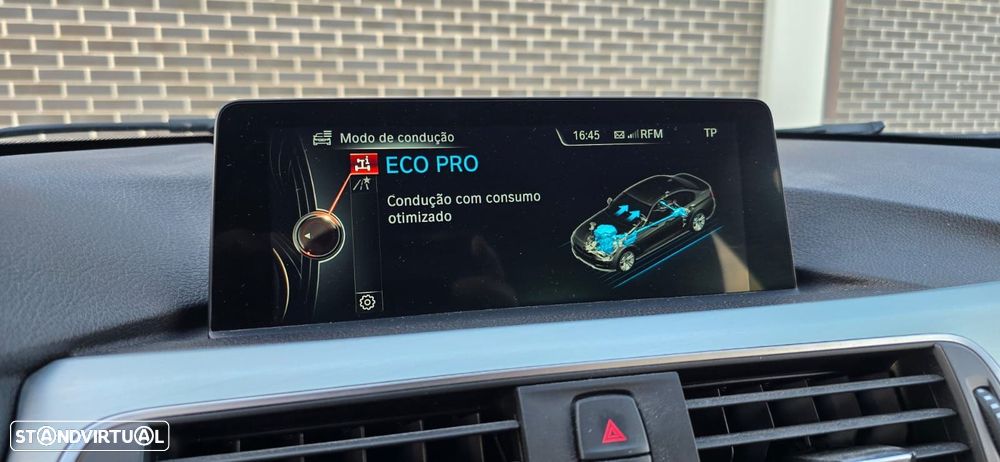 Modo de condução
16:45 RFM TP
ECO PRO
Condução com consumo
otimizado
STANDVIRTUAL